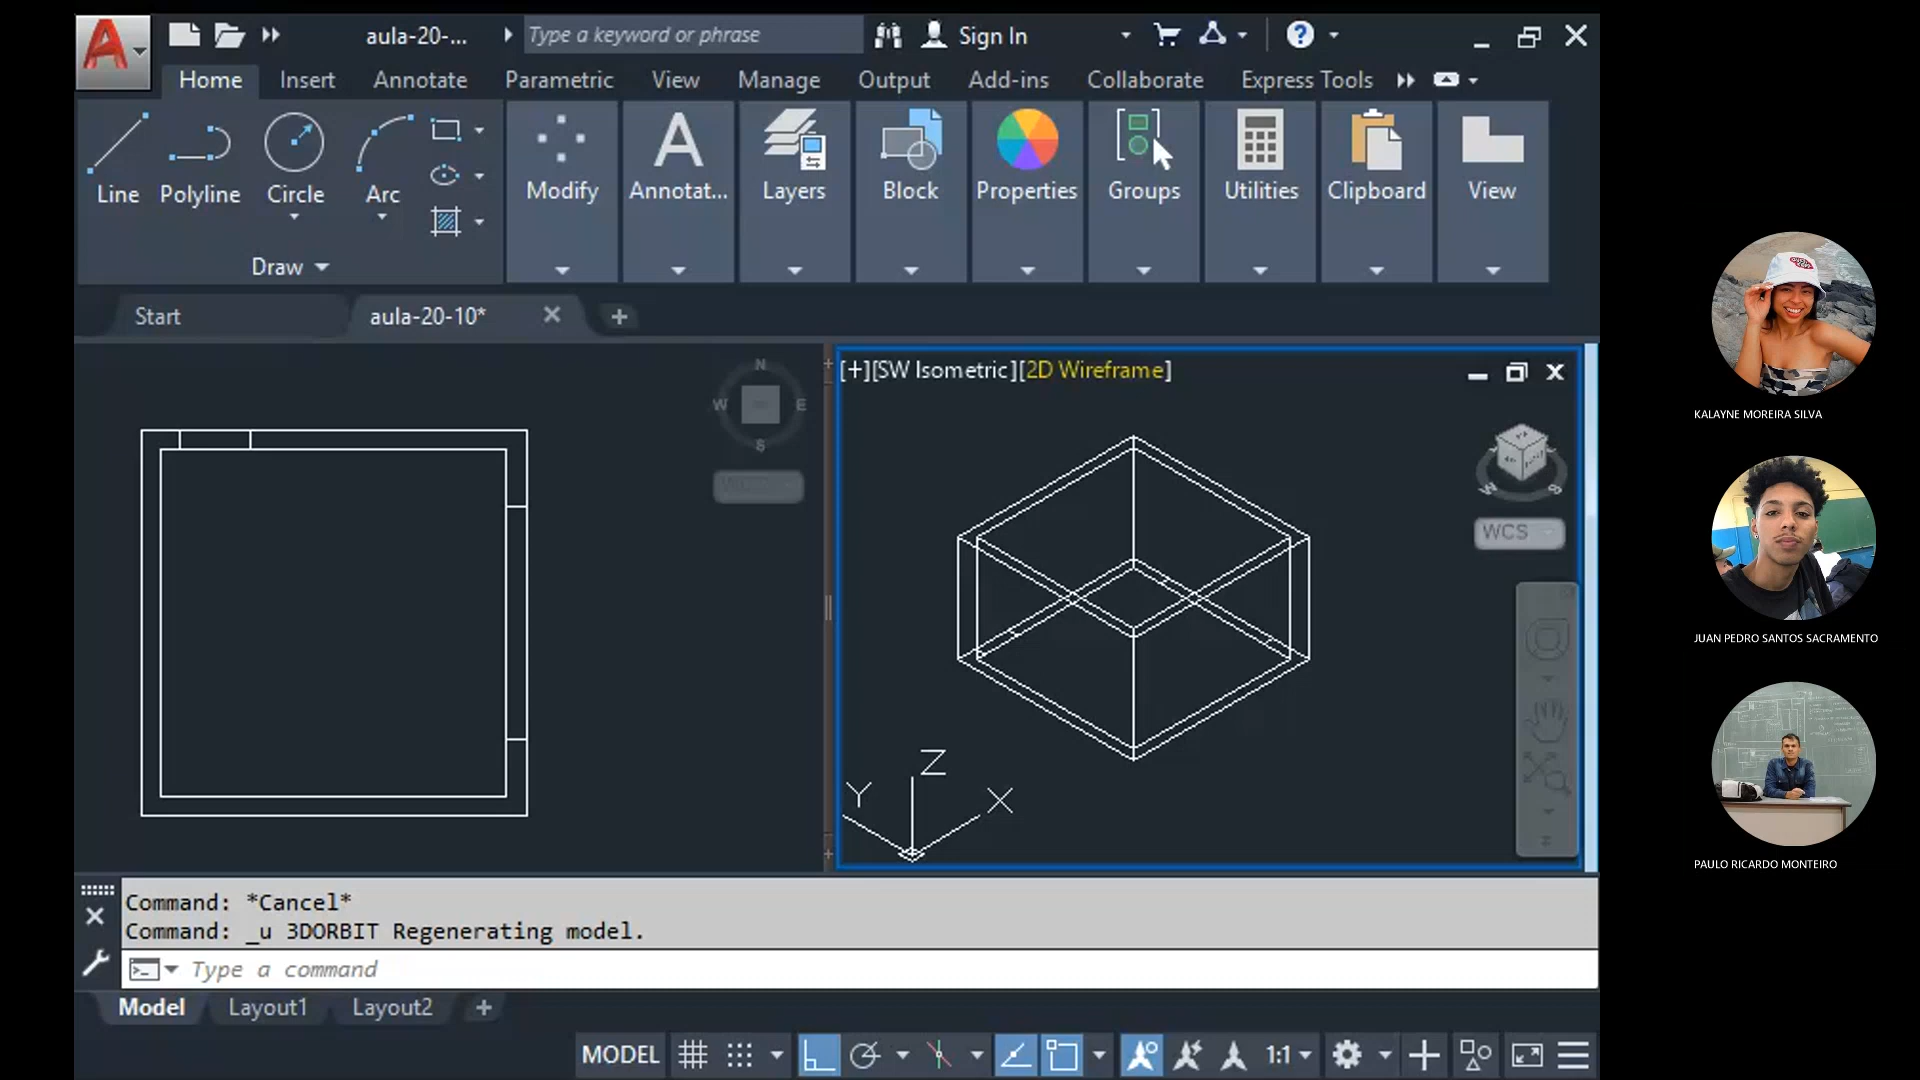 aula-20-...
Type a keyword or phrase
Sign In
Home
Insert
Annotate
Parametric
View
Manage
Output
Add-ins
Collaborate
Express Tools
Line
Polyline
Circle
Arc
Modify
Annotat...
Layers
Block
Properties
Groups
Utilities
Clipboard
View
Draw
Start
aula-20-10*
N
W
E
S
[+][SW Isometric][2D Wireframe]
W
S
WCS
Z
Y
X
KALAYNE MOREIRA SILVA
JUAN PEDRO SANTOS SACRAMENTO
PAULO RICARDO MONTEIRO
Command: *Cancel*
Command: _u 3DORBIT Regenerating model.
Type a command
Model
Layout1
Layout2
MODEL
1:1